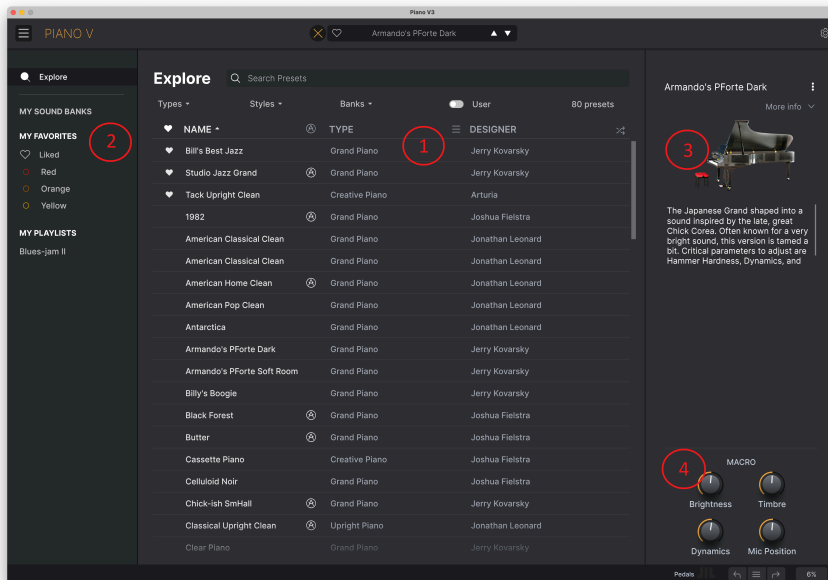 Piano V3
PIANO V
Armando's PForte Dark
Explore
MY SOUND BANKS
MY FAVORITES
2
Liked
Red
Orange
Yellow
MY PLAYLISTS
Blues-jam II
Explore
Search Presets
Types
Styles
Banks
User
80 presets
NAME TYPE DESIGNER
1
Bill's Best Jazz Grand Piano Jerry Kovarsky
Studio Jazz Grand Grand Piano Jerry Kovarsky
Tack Upright Clean Creative Piano Arturia
1982 Grand Piano Joshua Fielstra
American Classical Clean Grand Piano Jonathan Leonard
American Classical Clean Grand Piano Jonathan Leonard
American Home Clean Grand Piano Jonathan Leonard
American Pop Clean Grand Piano Jonathan Leonard
Antarctica Grand Piano Jonathan Leonard
Armando's PForte Dark Grand Piano Jerry Kovarsky
Armando's PForte Soft Room Grand Piano Jerry Kovarsky
Billy's Boogie Grand Piano Jerry Kovarsky
Black Forest Grand Piano Joshua Fielstra
Butter Grand Piano Joshua Fielstra
Cassette Piano Creative Piano Joshua Fielstra
Celluloid Noir Grand Piano Joshua Fielstra
Chick-ish SmHall Grand Piano Jerry Kovarsky
Classical Upright Clean Upright Piano Jonathan Leonard
Clear Piano Grand Piano Jerry Kovarsky
Armando's PForte Dark
More info
3
The Japanese Grand shaped into a
sound inspired by the late, great
Chick Corea. Often known for a very
bright sound, this version is tamed a
bit. Critical parameters to adjust are
Hammer Hardness, Dynamics, and
4
MACRO
Brightness Timbre
Dynamics Mic Position
Pedals
6%